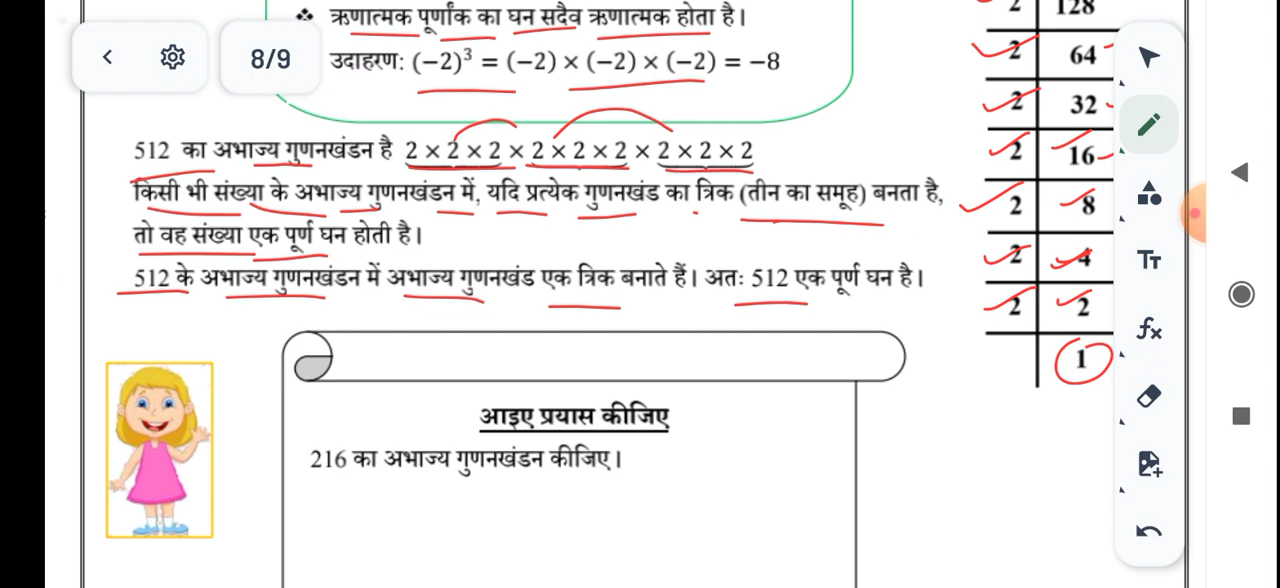 ❖ ऋणात्मक पूर्णांक का घन सदैव ऋणात्मक होता है।
8/9
उदाहरण: (−2)³ = (−2) × (−2) × (−2) = −8
512 का अभाज्य गुणनखंडन है 2 × 2 × 2 × 2 × 2 × 2 × 2 × 2 × 2
किसी भी संख्या के अभाज्य गुणनखंडन में, यदि प्रत्येक गुणनखंड का त्रिक (तीन का समूह) बनता है,
तो वह संख्या एक पूर्ण घन होती है।
512 के अभाज्य गुणनखंडन में अभाज्य गुणनखंड एक त्रिक बनाते हैं। अतः 512 एक पूर्ण घन है।
2 128
2 64
2 32
2 16
2 8
2 4
2 2
1
आइए प्रयास कीजिए
216 का अभाज्य गुणनखंडन कीजिए।
TT
fx